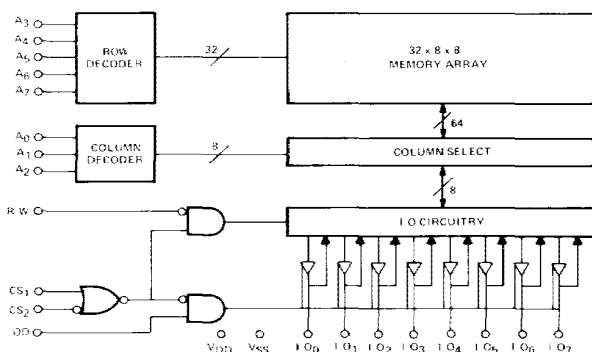 A3
A4
A5
A6
A7
ROW
DECODER
32
32 x 8 x 8
MEMORY ARRAY
64
A0
A1
A2
COLUMN
DECODER
8
COLUMN SELECT
8
R/W
I/O CIRCUITRY
CS1
CS2
OD
VDD
VSS
I/O0
I/O1
I/O2
I/O3
I/O4
I/O5
I/O6
I/O7